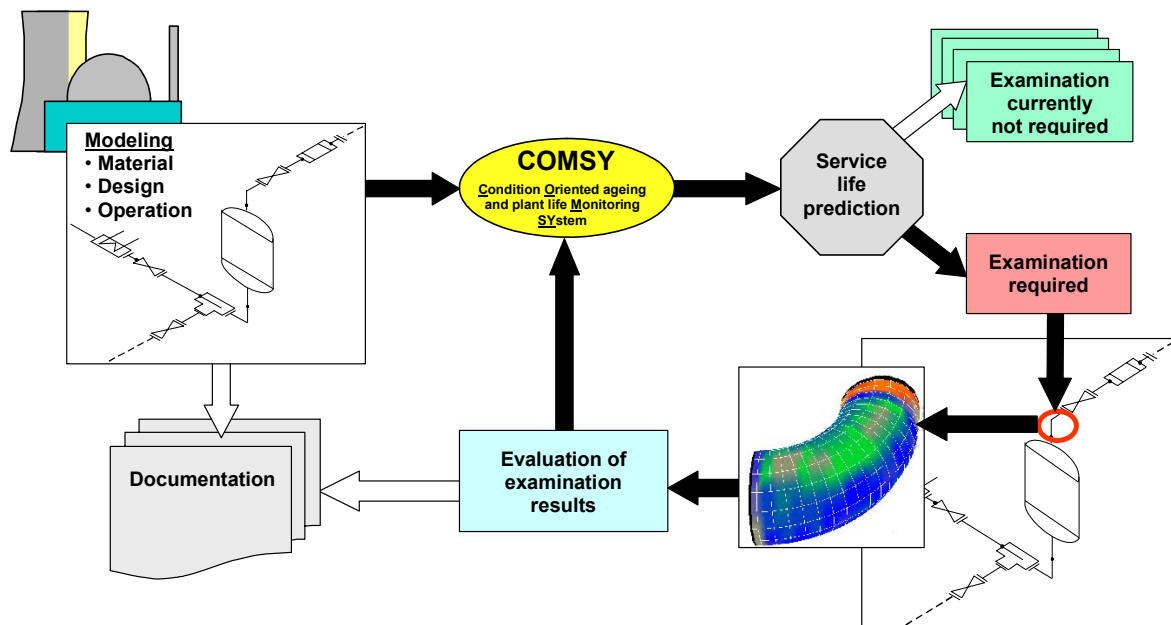 Modeling
• Material
• Design
• Operation
COMSY
Condition Oriented ageing
and plant life Monitoring
SYstem
Service
life
prediction
Examination
currently
not required
Examination
required
Documentation
Evaluation of
examination
results